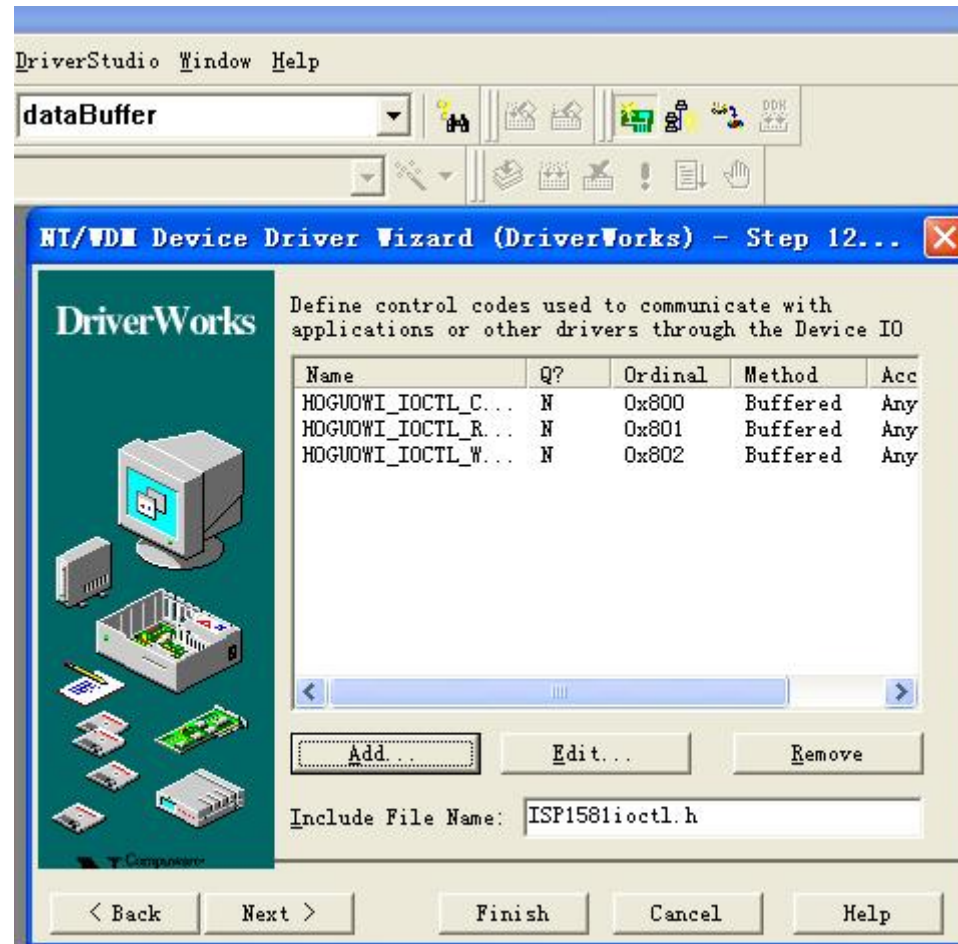 DriverStudio Window Help
dataBuffer
DDK
NT/WDM Device Driver Wizard (DriverWorks) - Step 12...
DriverWorks
Define control codes used to communicate with
applications or other drivers through the Device IO
Name Q? Ordinal Method Acc
HOGUOWI_IOCTL_C... N 0x800 Buffered Any
HOGUOWI_IOCTL_R... N 0x801 Buffered Any
HOGUOWI_IOCTL_W... N 0x802 Buffered Any
Add... Edit... Remove
Include File Name: ISP1581ioctl.h
Compuware
< Back Next > Finish Cancel Help